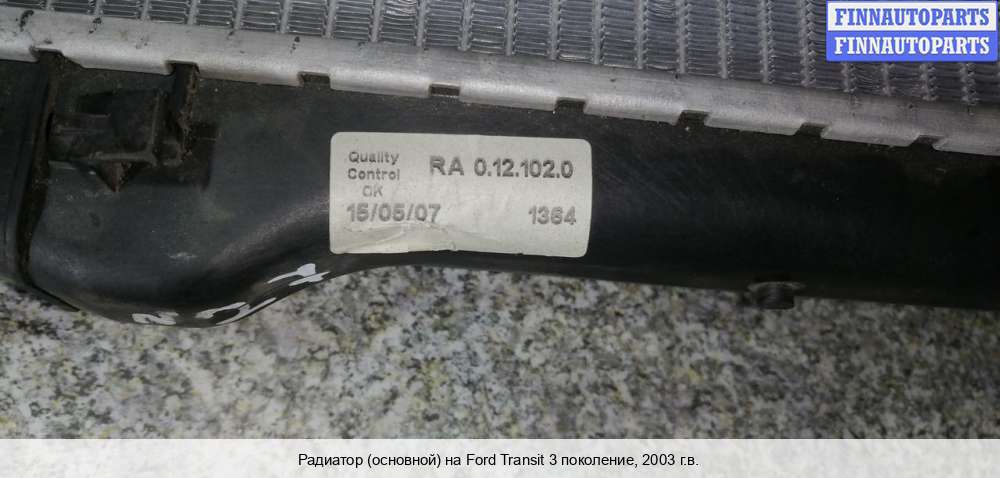 FINNAUTOPARTS
FINNAUTOPARTS
Quality RA 0.12.102.0
Control
OK
15/05/07 1364
Радиатор (основной) на Ford Transit 3 поколение, 2003 г.в.